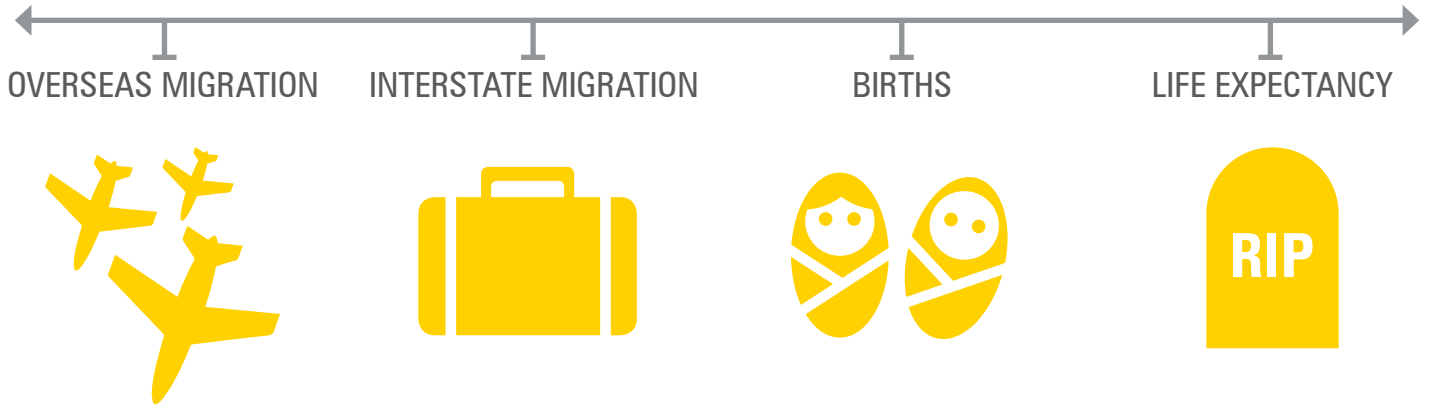 OVERSEAS MIGRATION
INTERSTATE MIGRATION
BIRTHS
LIFE EXPECTANCY
RIP